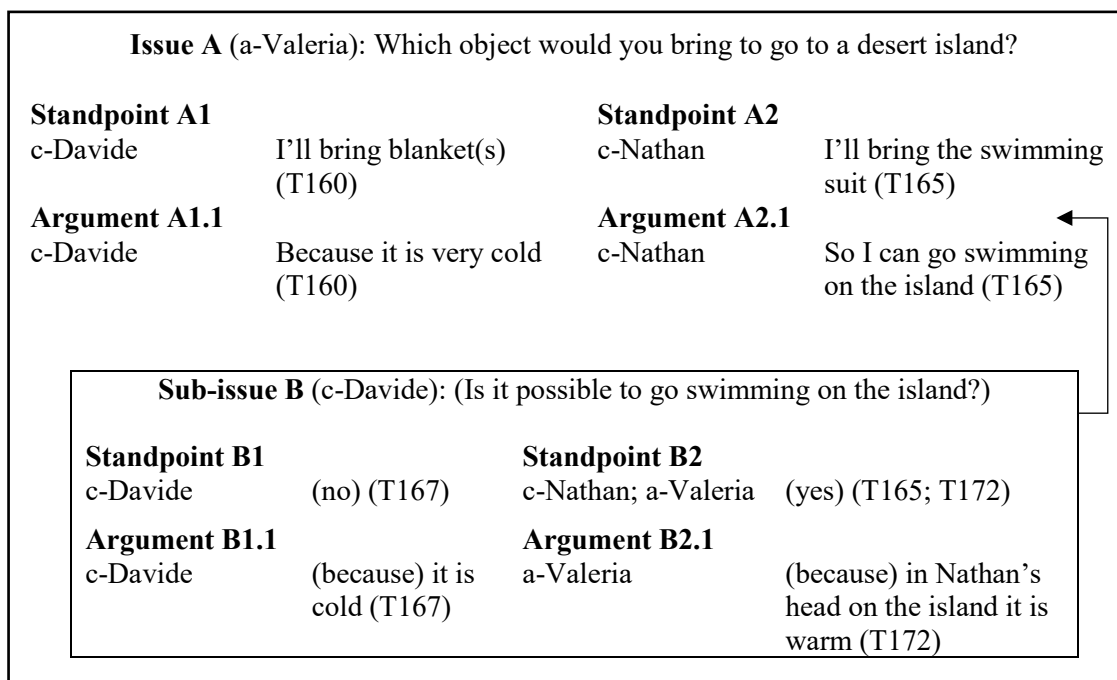 Issue A (a-Valeria): Which object would you bring to go to a desert island?
Standpoint A1
c-Davide I’ll bring blanket(s)
(T160)
Argument A1.1
c-Davide Because it is very cold
(T160)
Standpoint A2
c-Nathan I’ll bring the swimming
suit (T165)
Argument A2.1
c-Nathan So I can go swimming
on the island (T165)
Sub-issue B (c-Davide): (Is it possible to go swimming on the island?)
Standpoint B1
c-Davide (no) (T167)
Argument B1.1
c-Davide (because) it is
cold (T167)
Standpoint B2
c-Nathan; a-Valeria (yes) (T165; T172)
Argument B2.1
a-Valeria (because) in Nathan’s
head on the island it is
warm (T172)